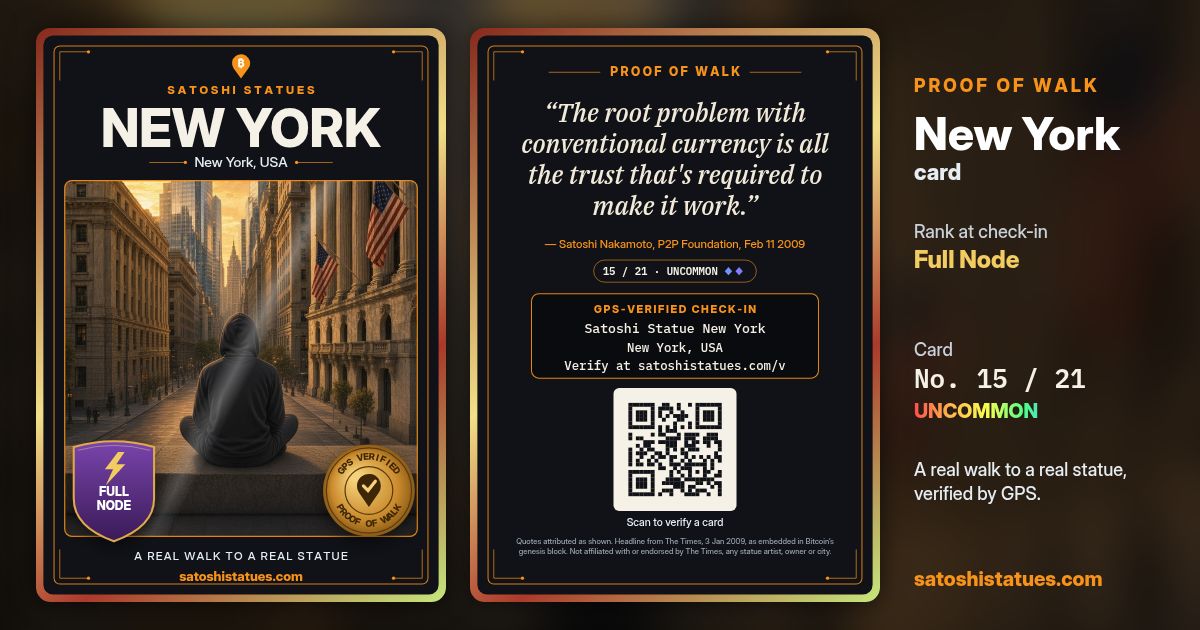 SATOSHI STATUES
NEW YORK
New York, USA
FULL
NODE
GPS VERIFIED
PROOF OF WALK
A REAL WALK TO A REAL STATUE
satoshistatues.com
PROOF OF WALK
“The root problem with
conventional currency is all
the trust that's required to
make it work.”
— Satoshi Nakamoto, P2P Foundation, Feb 11 2009
15 / 21 · UNCOMMON
GPS-VERIFIED CHECK-IN
Satoshi Statue New York
New York, USA
Verify at satoshistatues.com/v
Scan to verify a card
Quotes attributed as shown. Headline from The Times, 3 Jan 2009, as embedded in Bitcoin's
genesis block. Not affiliated with or endorsed by The Times, any statue artist, owner or city.
PROOF OF WALK
New York
card
Rank at check-in
Full Node
Card
No. 15 / 21
UNCOMMON
A real walk to a real statue,
verified by GPS.
satoshistatues.com